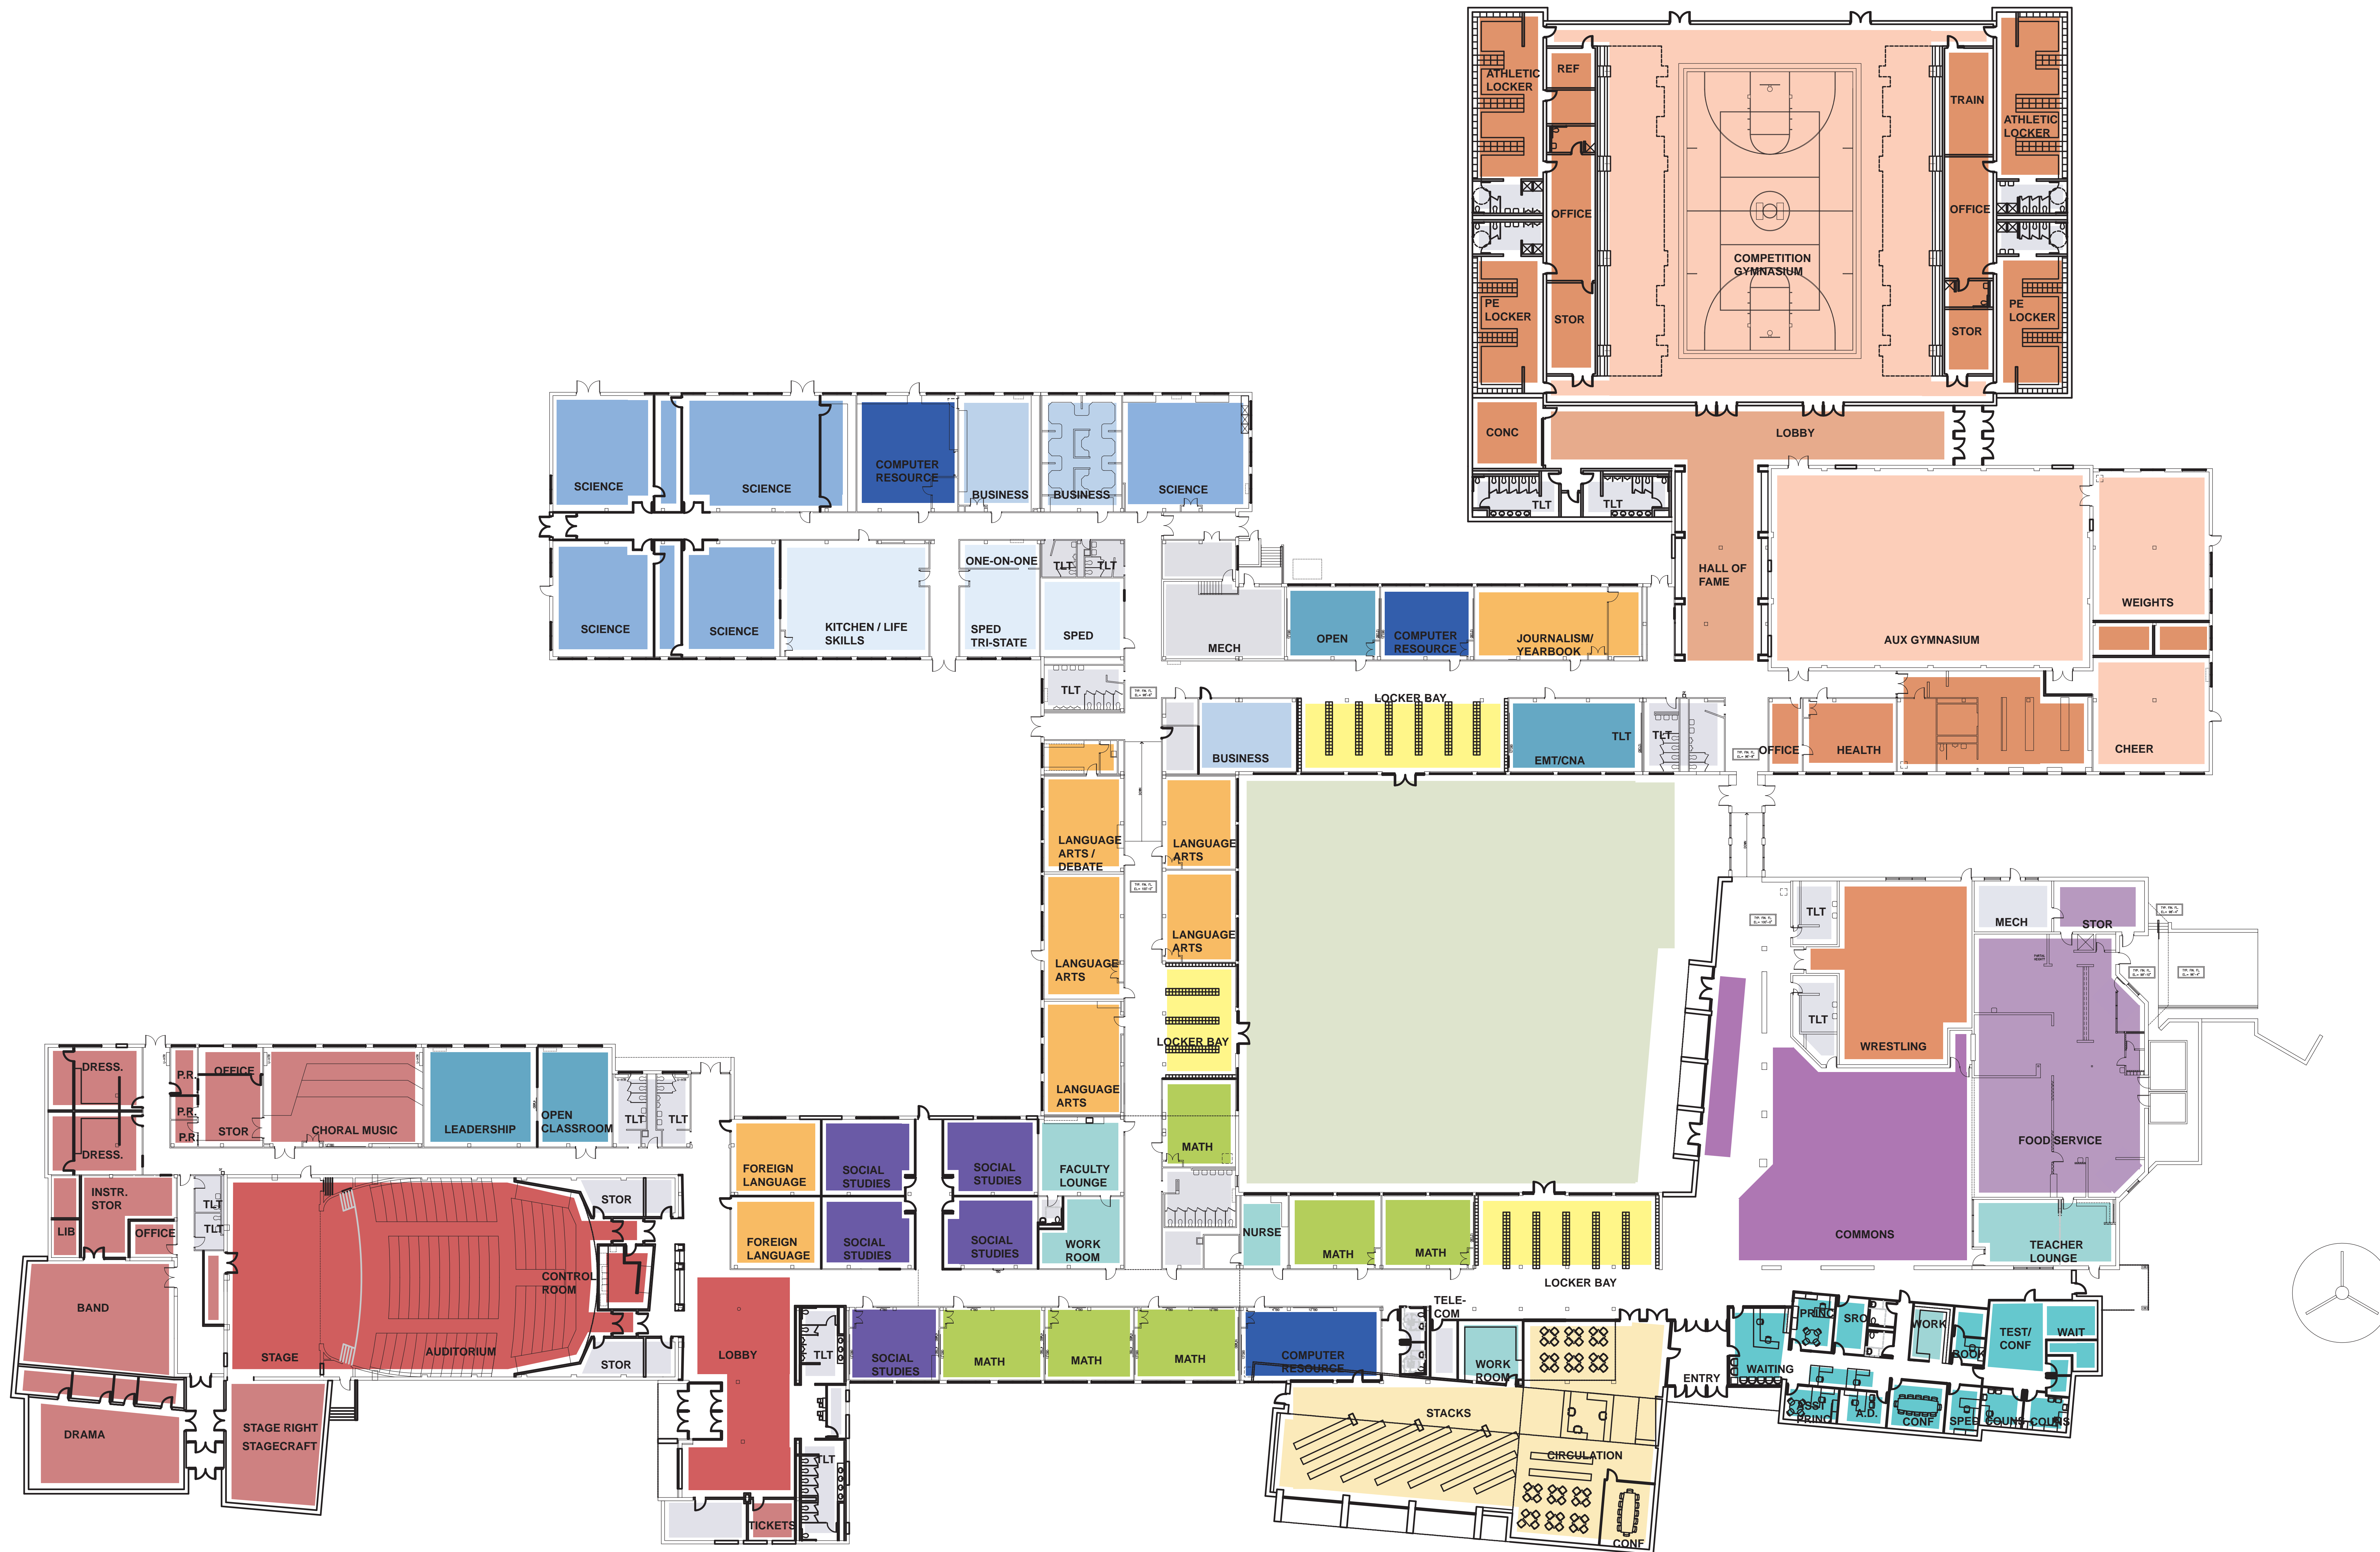 ATHLETIC
LOCKER
REF
TRAIN
ATHLETIC
LOCKER
OFFICE
OFFICE
COMPETITION
GYMNASIUM
PE
LOCKER
STOR
STOR
PE
LOCKER
CONC
LOBBY
TLT
TLT
SCIENCE
SCIENCE
COMPUTER
RESOURCE
BUSINESS
BUSINESS
SCIENCE
ONE-ON-ONE
TLT
TLT
HALL OF
FAME
WEIGHTS
SCIENCE
SCIENCE
KITCHEN / LIFE
SKILLS
SPED
TRI-STATE
SPED
MECH
OPEN
COMPUTER
RESOURCE
JOURNALISM/
YEARBOOK
AUX GYMNASIUM
TLT
LOCKER BAY
BUSINESS
EMT/CNA
TLT
TLT
OFFICE
HEALTH
CHEER
LANGUAGE
ARTS /
DEBATE
LANGUAGE
ARTS
LANGUAGE
ARTS
LANGUAGE
ARTS
TLT
MECH
STOR
LOCKER BAY
TLT
WRESTLING
LANGUAGE
ARTS
DRESS.
P.R.
OFFICE
P.R.
P.R.
STOR
CHORAL MUSIC
LEADERSHIP
OPEN
CLASSROOM
TLT
TLT
DRESS.
MATH
FOOD SERVICE
FOREIGN
LANGUAGE
SOCIAL
STUDIES
SOCIAL
STUDIES
FACULTY
LOUNGE
INSTR.
STOR
TLT
STOR
LIB
OFFICE
TLT
FOREIGN
LANGUAGE
SOCIAL
STUDIES
SOCIAL
STUDIES
WORK
ROOM
NURSE
MATH
MATH
COMMONS
TEACHER
LOUNGE
CONTROL
ROOM
LOCKER BAY
BAND
TELE-
COM
PRINC
SRO
WORK
TEST/
CONF
WAIT
BOOK
STAGE
AUDITORIUM
STOR
LOBBY
TLT
SOCIAL
STUDIES
MATH
MATH
MATH
COMPUTER
RESOURCE
WORK
ROOM
ENTRY
WAITING
ASST
PRINC
A.D.
CONF
SPED
COUNS
COUNS
STACKS
STAGE RIGHT
STAGECRAFT
DRAMA
CIRCULATION
TLT
TICKETS
CONF